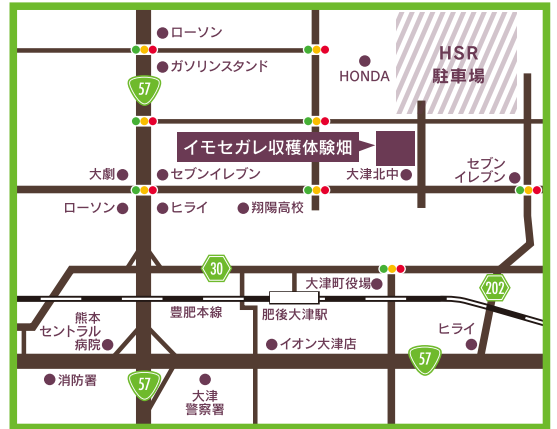 ローソン
ガソリンスタンド
HONDA
HSR
駐車場
57
イモセガレ収穫体験畑
大劇
セブンイレブン
大津北中
セブン
イレブン
ローソン
ヒライ
翔陽高校
30
大津町役場
202
豊肥本線
肥後大津駅
熊本
セントラル
病院
イオン大津店
ヒライ
57
消防署
57
大津
警察署